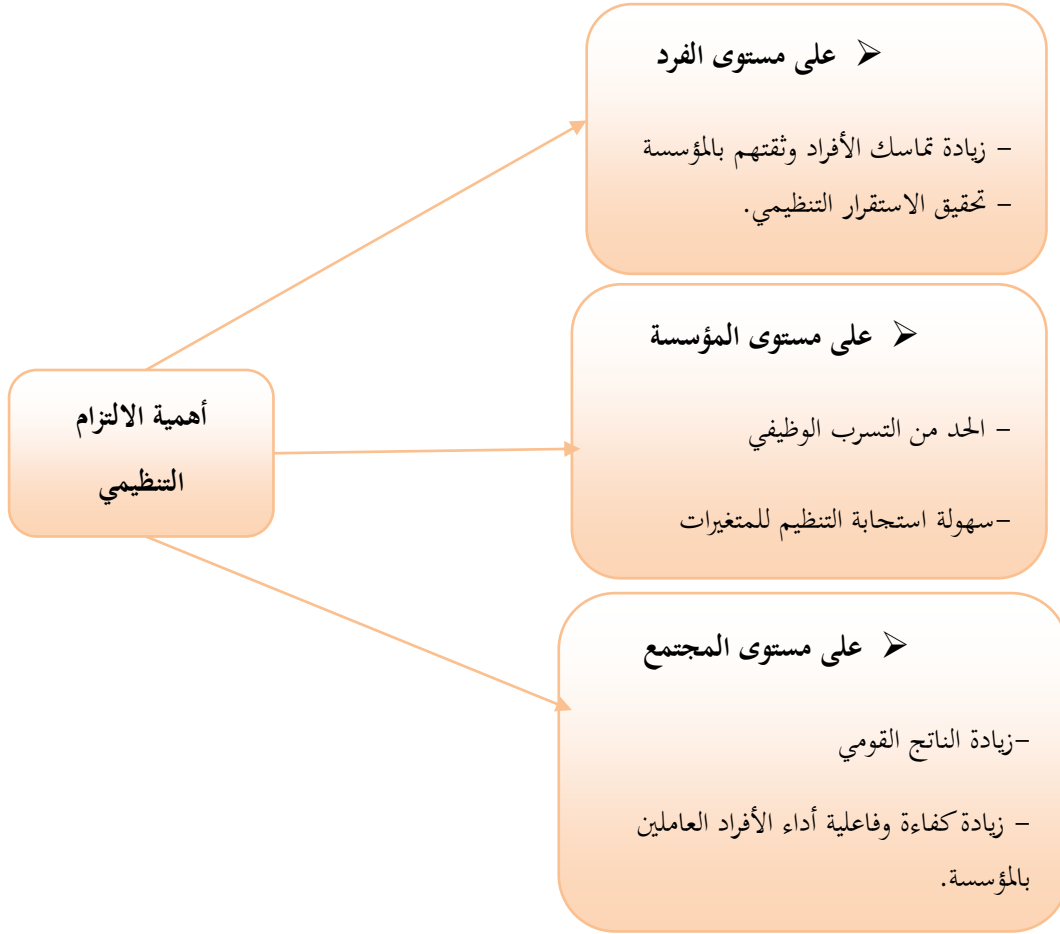 أهمية الالتزام
التنظيمي
➢ على مستوى الفرد
– زيادة تماسك الأفراد وثقتهم بالمؤسسة
– تحقيق الاستقرار التنظيمي.
➢ على مستوى المؤسسة
– الحد من التسرب الوظيفي
–سهولة استجابة التنظيم للمتغيرات
➢ على مستوى المجتمع
–زيادة الناتج القومي
– زيادة كفاءة وفاعلية أداء الأفراد العاملين
بالمؤسسة.